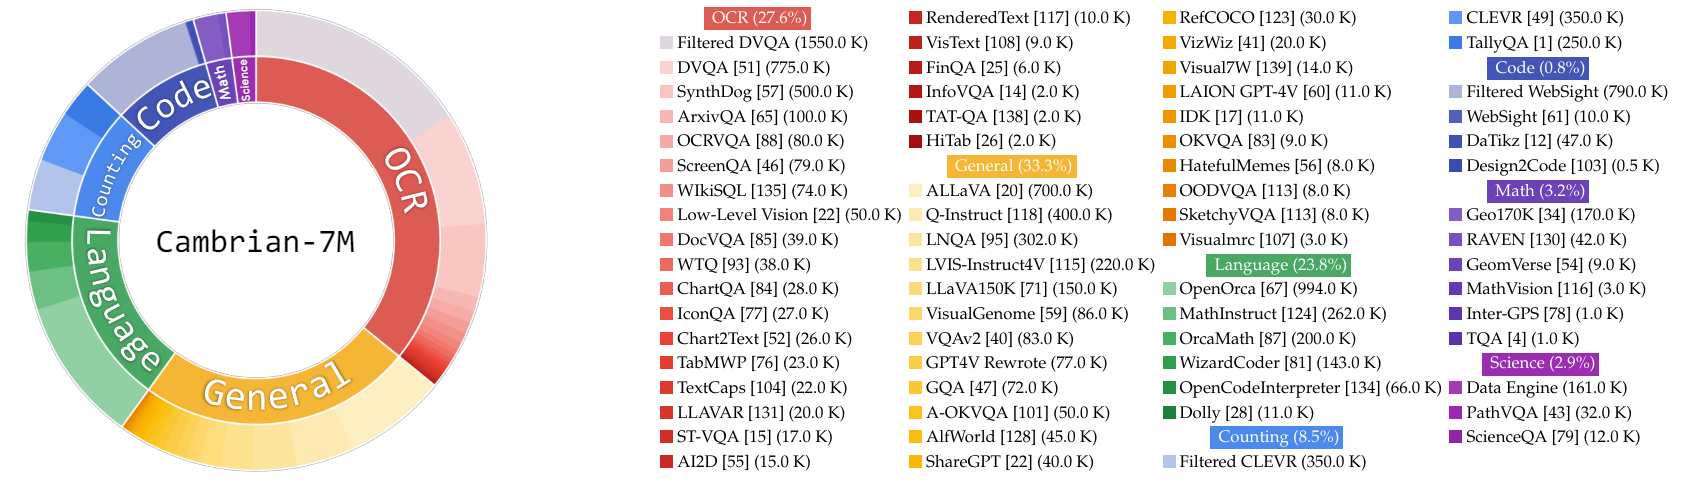 Cambrian-7M
OCR
General
Language
Counting
Code
Math
Science
OCR (27.6%)
Filtered DVQA (1550.0 K)
DVQA [51] (775.0 K)
SynthDog [57] (500.0 K)
ArxivQA [65] (100.0 K)
OCRVQA [88] (80.0 K)
ScreenQA [46] (79.0 K)
WIkiSQL [135] (74.0 K)
Low-Level Vision [22] (50.0 K)
DocVQA [85] (39.0 K)
WTQ [93] (38.0 K)
ChartQA [84] (28.0 K)
IconQA [77] (27.0 K)
Chart2Text [52] (26.0 K)
TabMWP [76] (23.0 K)
TextCaps [104] (22.0 K)
LLAVAR [131] (20.0 K)
ST-VQA [15] (17.0 K)
AI2D [55] (15.0 K)
RenderedText [117] (10.0 K)
VisText [108] (9.0 K)
FinQA [25] (6.0 K)
InfoVQA [14] (2.0 K)
TAT-QA [138] (2.0 K)
HiTab [26] (2.0 K)
General (33.3%)
ALLaVA [20] (700.0 K)
Q-Instruct [118] (400.0 K)
LNQA [95] (302.0 K)
LVIS-Instruct4V [115] (220.0 K)
LLaVA150K [71] (150.0 K)
VisualGenome [59] (86.0 K)
VQAv2 [40] (83.0 K)
GPT4V Rewrote (77.0 K)
GQA [47] (72.0 K)
A-OKVQA [101] (50.0 K)
AlfWorld [128] (45.0 K)
ShareGPT [22] (40.0 K)
RefCOCO [123] (30.0 K)
VizWiz [41] (20.0 K)
Visual7W [139] (14.0 K)
LAION GPT-4V [60] (11.0 K)
IDK [17] (11.0 K)
OKVQA [83] (9.0 K)
HatefulMemes [56] (8.0 K)
OODVQA [113] (8.0 K)
SketchyVQA [113] (8.0 K)
Visualmrc [107] (3.0 K)
Language (23.8%)
OpenOrca [67] (994.0 K)
MathInstruct [124] (262.0 K)
OrcaMath [87] (200.0 K)
WizardCoder [81] (143.0 K)
OpenCodeInterpreter [134] (66.0 K)
Dolly [28] (11.0 K)
Counting (8.5%)
Filtered CLEVR (350.0 K)
CLEVR [49] (350.0 K)
TallyQA [1] (250.0 K)
Code (0.8%)
Filtered WebSight (790.0 K)
WebSight [61] (10.0 K)
DaTikz [12] (47.0 K)
Design2Code [103] (0.5 K)
Math (3.2%)
Geo170K [34] (170.0 K)
RAVEN [130] (42.0 K)
GeomVerse [54] (9.0 K)
MathVision [116] (3.0 K)
Inter-GPS [78] (1.0 K)
TQA [4] (1.0 K)
Science (2.9%)
Data Engine (161.0 K)
PathVQA [43] (32.0 K)
ScienceQA [79] (12.0 K)